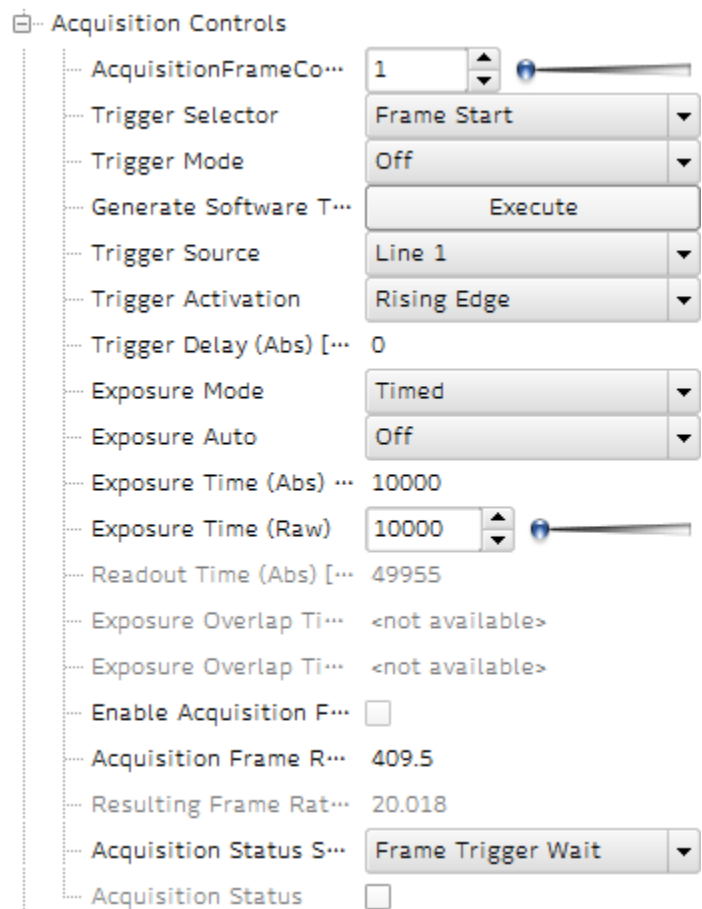 Acquisition Controls
AcquisitionFrameCo··· 1
Trigger Selector Frame Start
Trigger Mode Off
Generate Software T··· Execute
Trigger Source Line 1
Trigger Activation Rising Edge
Trigger Delay (Abs) [··· 0
Exposure Mode Timed
Exposure Auto Off
Exposure Time (Abs) ··· 10000
Exposure Time (Raw) 10000
Readout Time (Abs) [··· 49955
Exposure Overlap Ti··· <not available>
Exposure Overlap Ti··· <not available>
Enable Acquisition F···
Acquisition Frame R··· 409.5
Resulting Frame Rat··· 20.018
Acquisition Status S··· Frame Trigger Wait
Acquisition Status